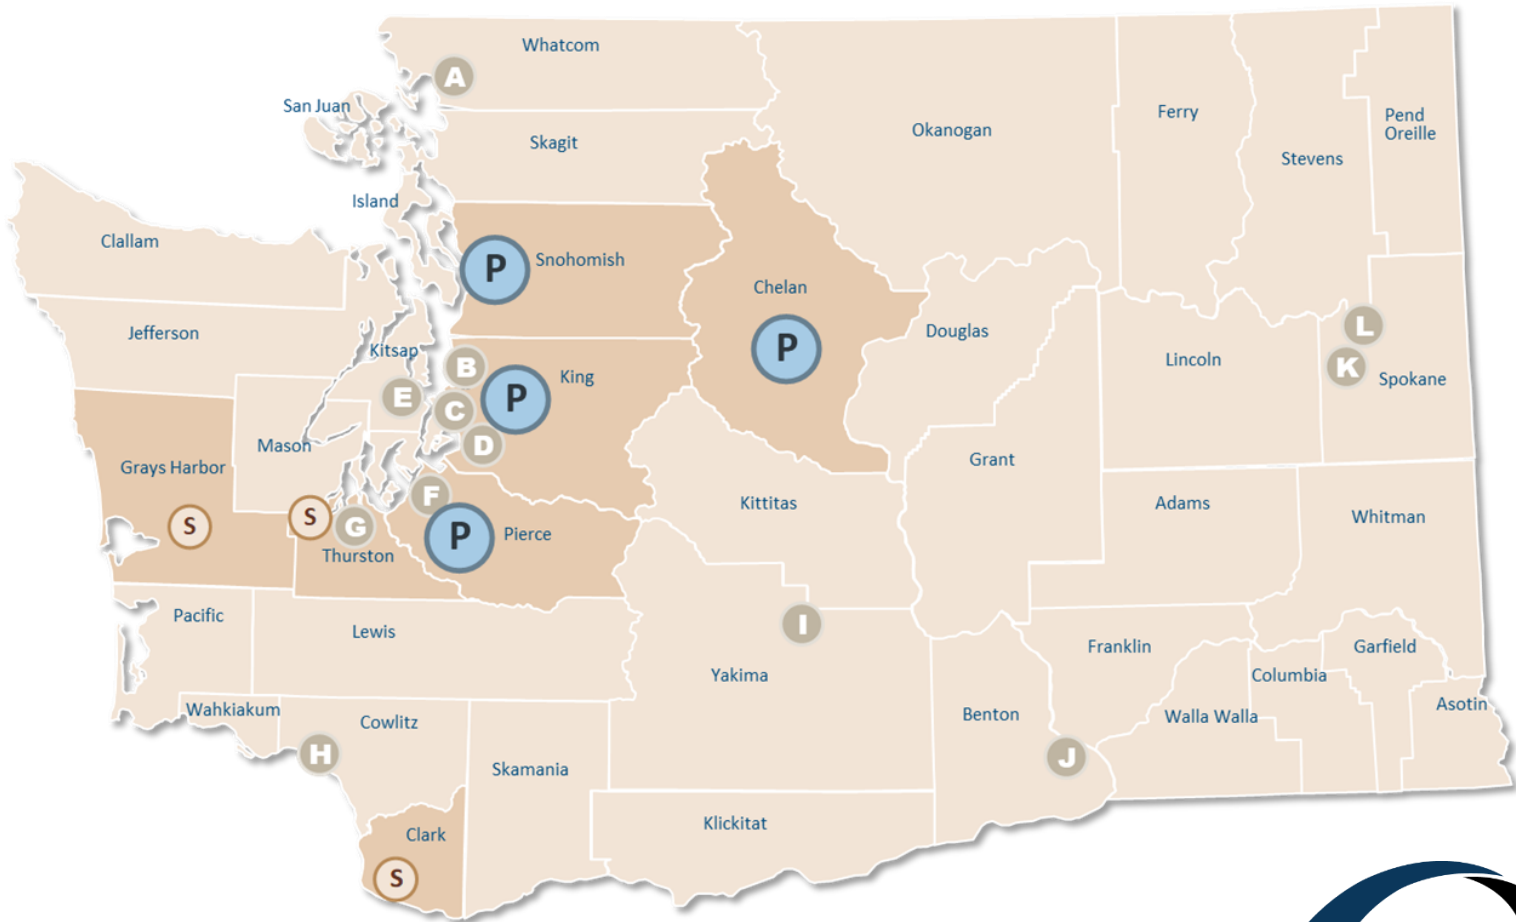 Whatcom
A
San Juan
Skagit
Okanogan
Ferry
Stevens
Pend
Oreille
Island
Clallam
P
Snohomish
Chelan
P
Jefferson
Kitsap
Douglas
Lincoln
L
K
Spokane
B
King
P
E
C
D
Mason
Grays Harbor
Grant
Kittitas
Adams
Whitman
S
S
G
F
P
Pierce
Thurston
Pacific
Lewis
I
Yakima
Franklin
Garfield
Columbia
Asotin
Wahkiakum
Cowlitz
Benton
Walla Walla
H
J
Skamania
Klickitat
Clark
S